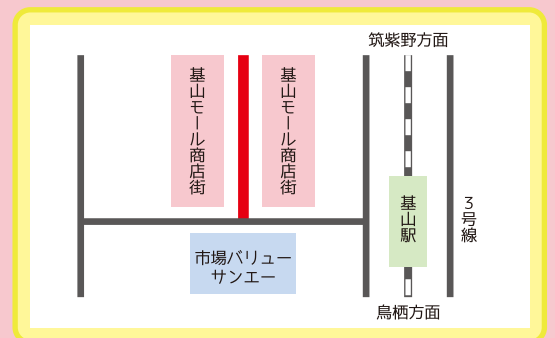 筑紫野方面
基山モール商店街
基山モール商店街
基山駅
3号線
市場バリュー
サンエー
鳥栖方面